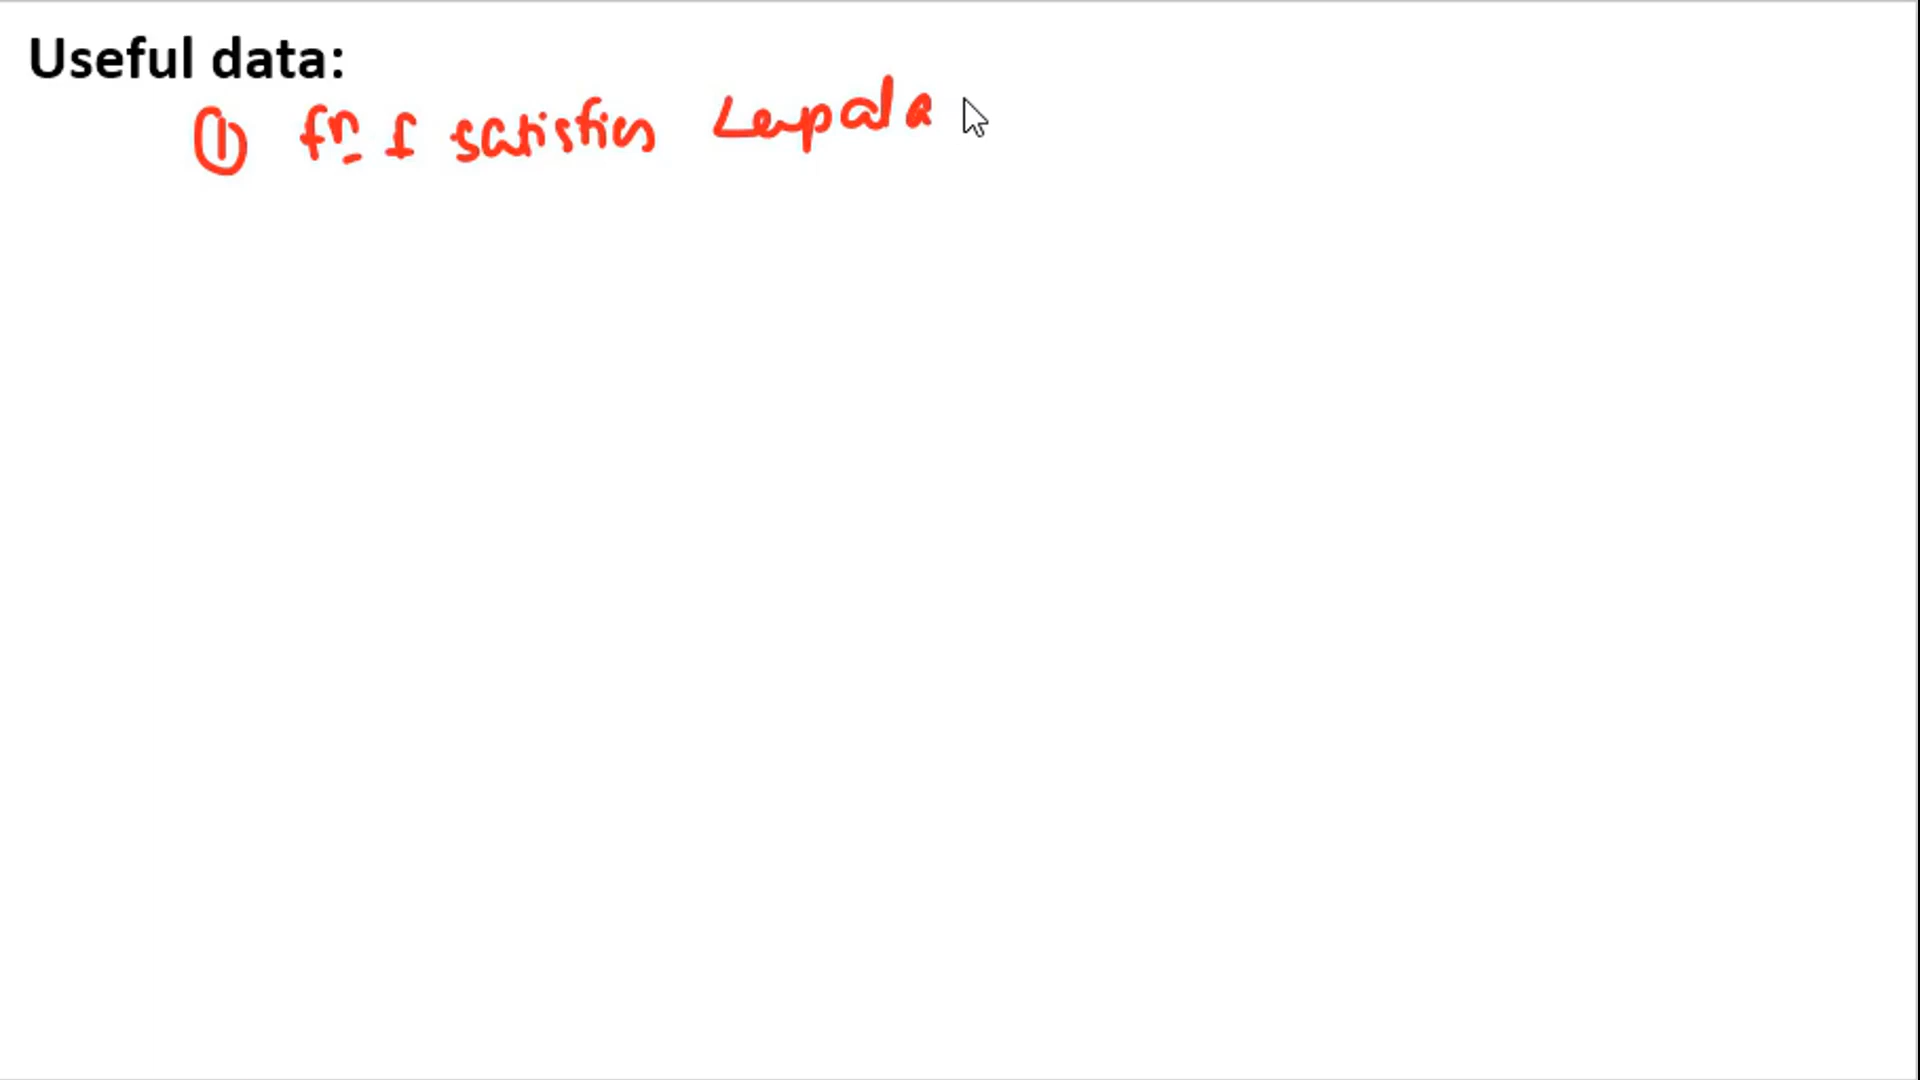 Useful data:
① fn f satisfies